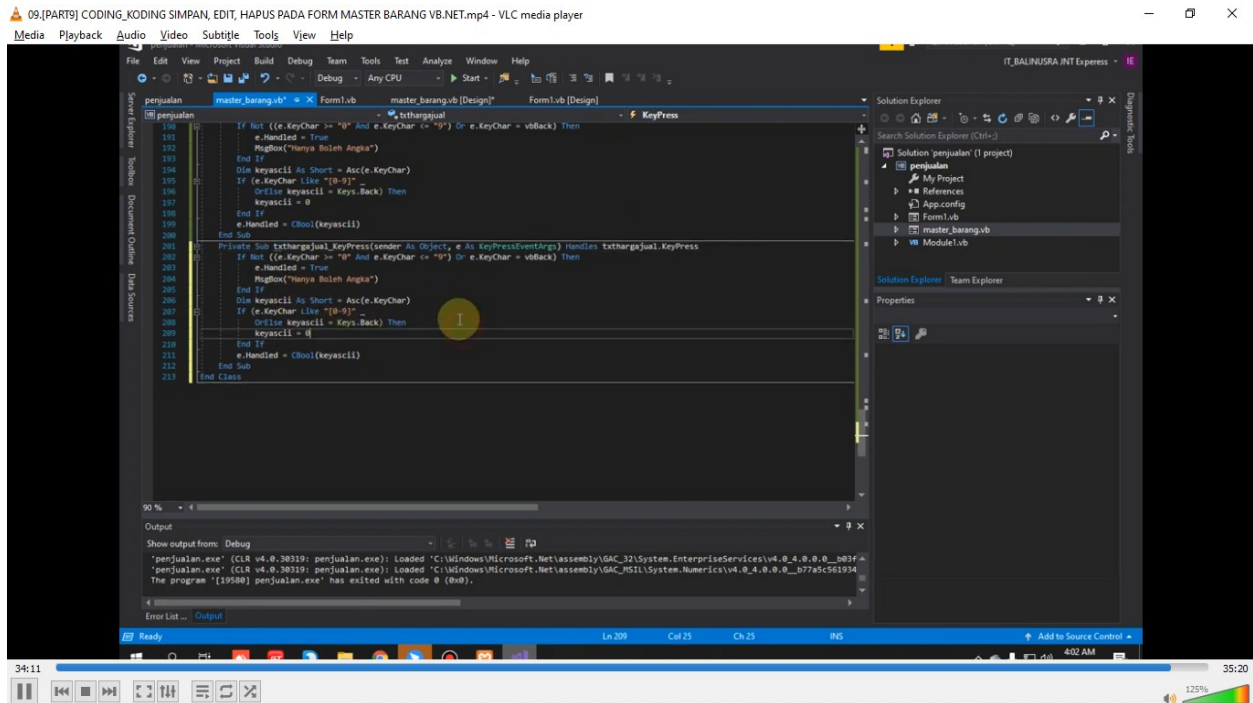 09.[PART9] CODING_KODING SIMPAN, EDIT, HAPUS PADA FORM MASTER BARANG VB.NET.mp4 - VLC media player
Media Playback Audio Video Subtitle Tools View Help
penjualan - Microsoft Visual Studio
File Edit View Project Build Debug Team Tools Test Analyze Window Help
IT_BALINUSRA JNT Experess IE
Debug Any CPU Start
penjualan master_barang.vb* Form1.vb master_barang.vb [Design]* Form1.vb [Design]
penjualan txthargajual KeyPress
190 If Not ((e.KeyChar >= "0" And e.KeyChar <= "9") Or e.KeyChar = vbBack) Then
191 e.Handled = True
192 MsgBox("Hanya Boleh Angka")
193 End If
194 Dim keyascii As Short = Asc(e.KeyChar)
195 If (e.KeyChar Like "[0-9]" _
196 OrElse keyascii = Keys.Back) Then
197 keyascii = 0
198 End If
199 e.Handled = CBool(keyascii)
200 End Sub
201 Private Sub txthargajual_KeyPress(sender As Object, e As KeyPressEventArgs) Handles txthargajual.KeyPress
202 If Not ((e.KeyChar >= "0" And e.KeyChar <= "9") Or e.KeyChar = vbBack) Then
203 e.Handled = True
204 MsgBox("Hanya Boleh Angka")
205 End If
206 Dim keyascii As Short = Asc(e.KeyChar)
207 If (e.KeyChar Like "[0-9]" _
208 OrElse keyascii = Keys.Back) Then
209 keyascii = 0
210 End If
211 e.Handled = CBool(keyascii)
212 End Sub
213 End Class
90 %
Server Explorer
Toolbox
Document Outline
Data Sources
Solution Explorer
Search Solution Explorer (Ctrl+;)
Solution 'penjualan' (1 project)
penjualan
My Project
References
App.config
Form1.vb
master_barang.vb
Module1.vb
Solution Explorer Team Explorer
Properties
Diagnostic Tools
Output
Show output from: Debug
'penjualan.exe' (CLR v4.0.30319: penjualan.exe): Loaded 'C:\Windows\Microsoft.Net\assembly\GAC_32\System.EnterpriseServices\v4.0_4.0.0.0__b03f
'penjualan.exe' (CLR v4.0.30319: penjualan.exe): Loaded 'C:\Windows\Microsoft.Net\assembly\GAC_MSIL\System.Numerics\v4.0_4.0.0.0__b77a5c561934
The program '[19580] penjualan.exe' has exited with code 0 (0x0).
Error List ... Output
Ready Ln 209 Col 25 Ch 25 INS Add to Source Control
4:02 AM
34:11 35:20
125%